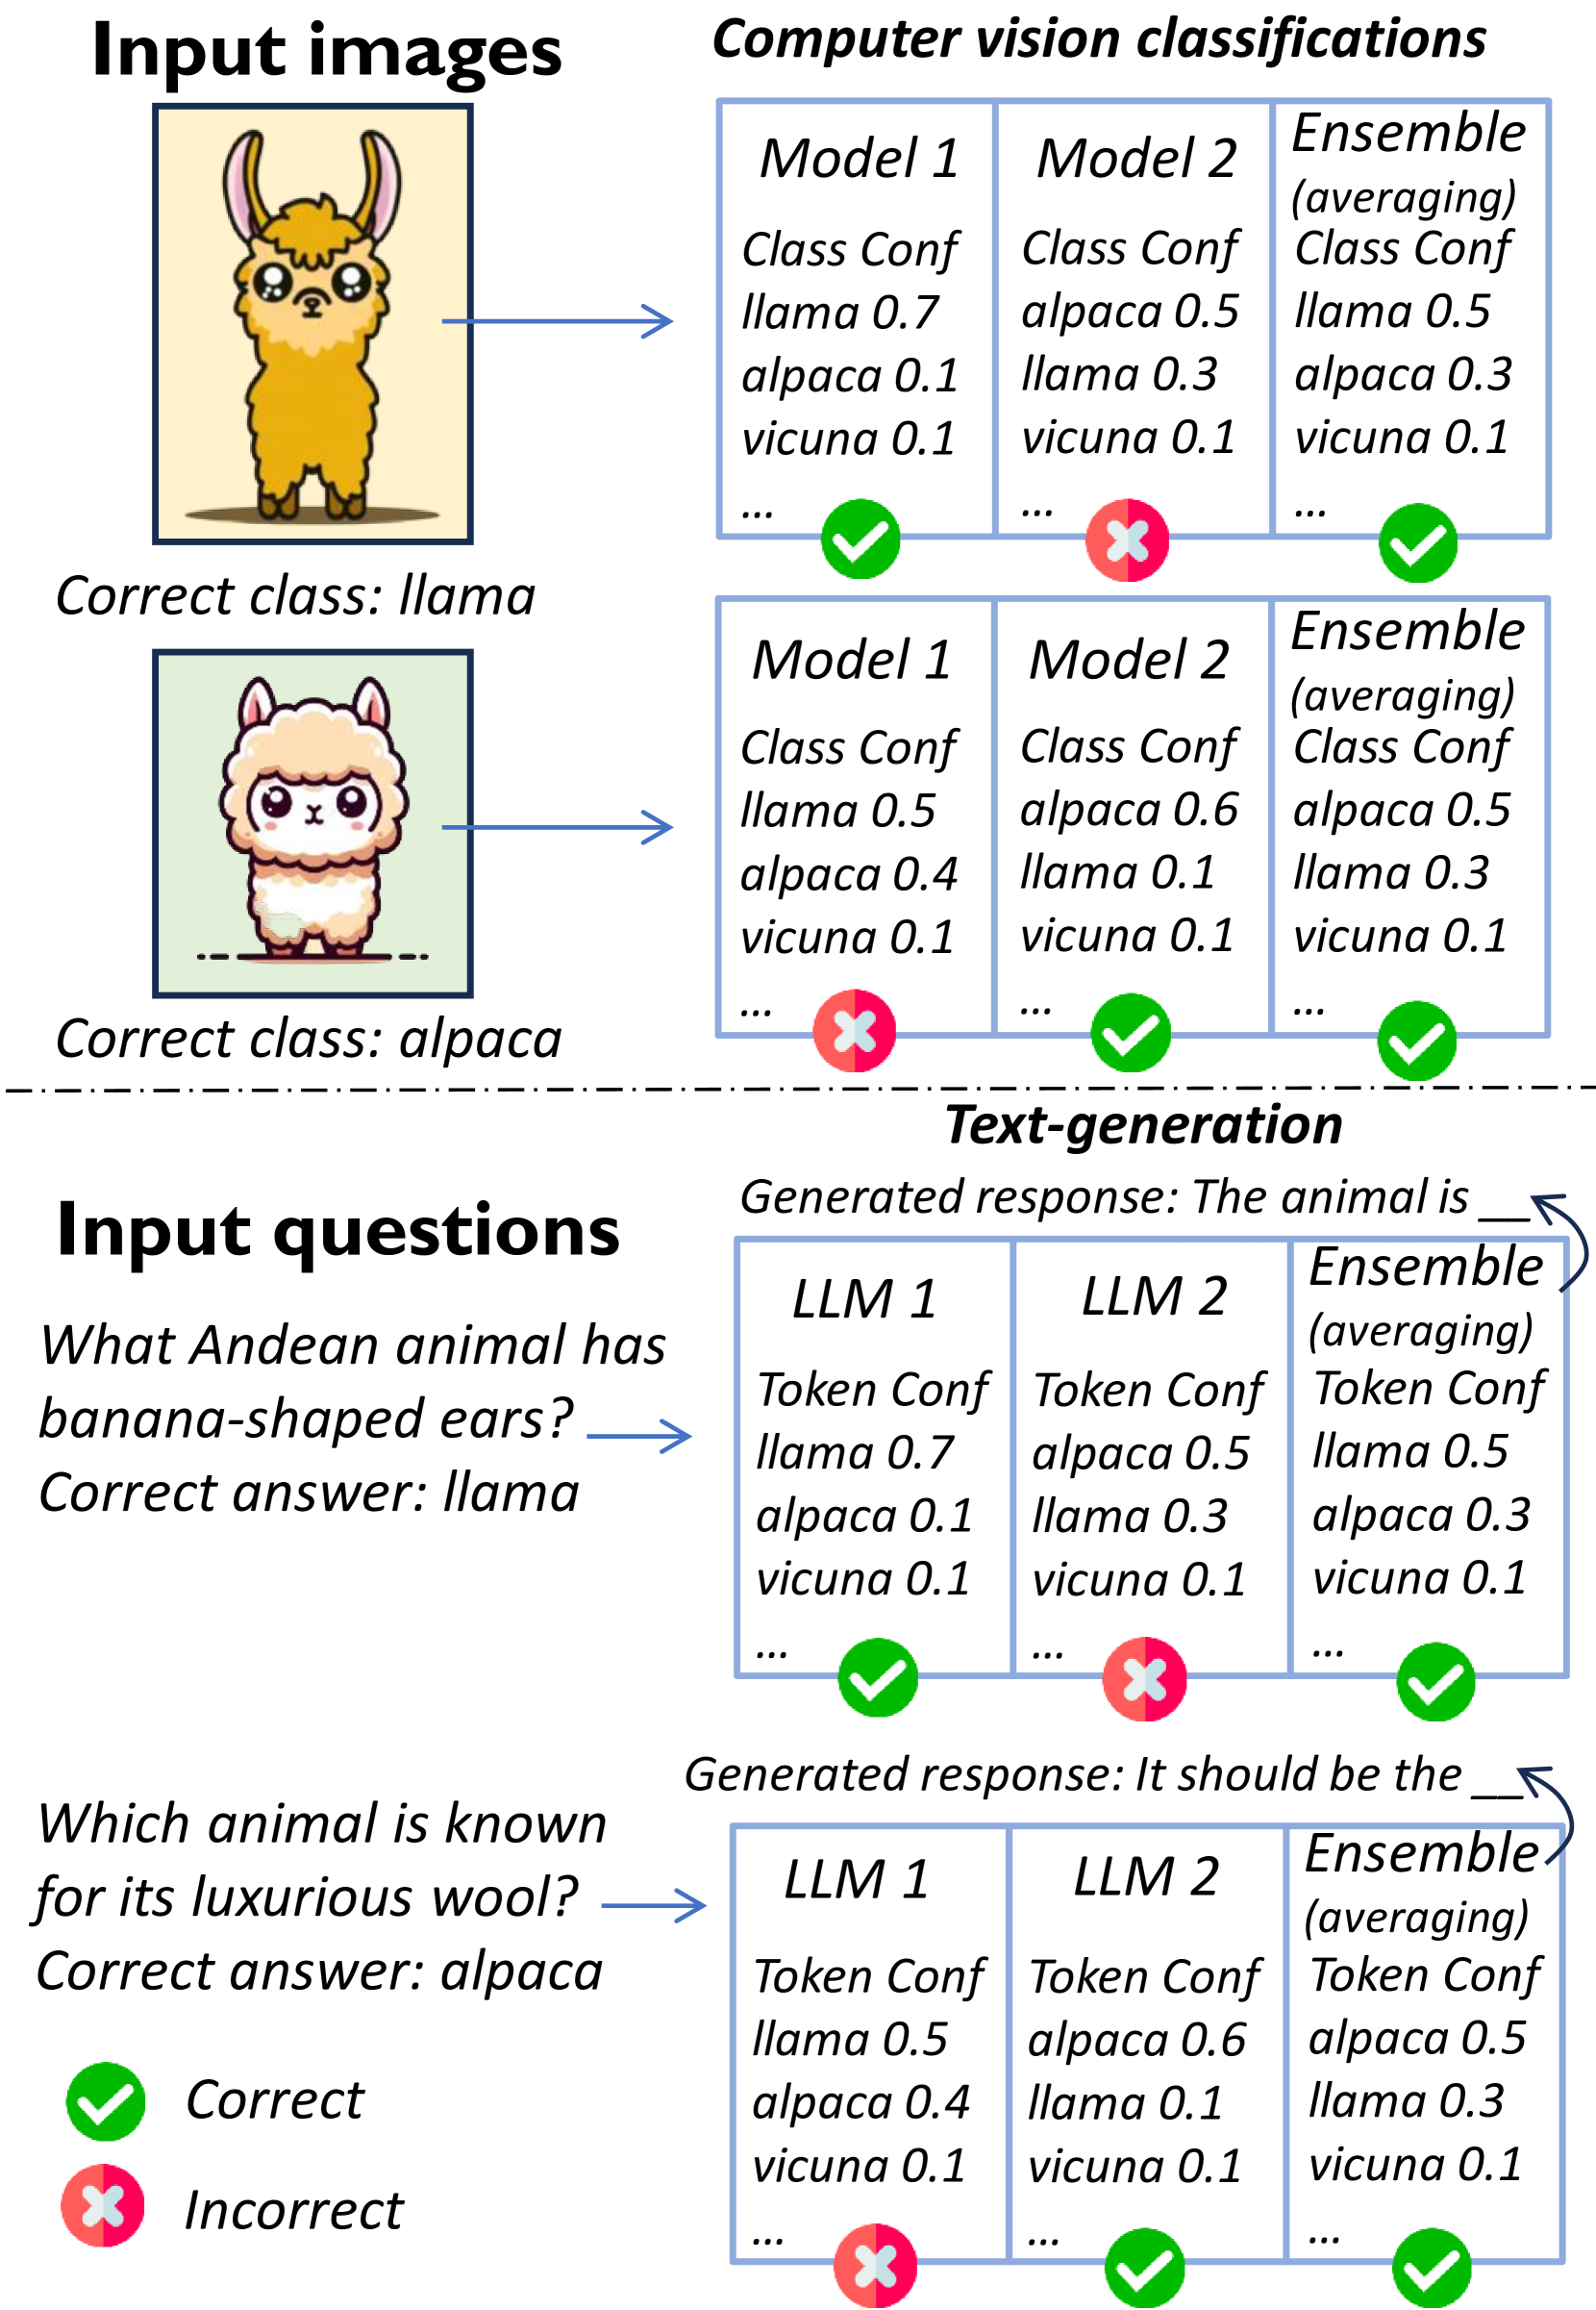 Input images
Computer vision classifications
Model 1
Class Conf
llama 0.7
alpaca 0.1
vicuna 0.1
...
Model 2
Class Conf
alpaca 0.5
llama 0.3
vicuna 0.1
...
Ensemble
(averaging)
Class Conf
llama 0.5
alpaca 0.3
vicuna 0.1
...
Correct class: llama
Model 1
Class Conf
llama 0.5
alpaca 0.4
vicuna 0.1
...
Model 2
Class Conf
alpaca 0.6
llama 0.1
vicuna 0.1
...
Ensemble
(averaging)
Class Conf
alpaca 0.5
llama 0.3
vicuna 0.1
...
Correct class: alpaca
Text-generation
Input questions
Generated response: The animal is __
What Andean animal has
banana-shaped ears?
Correct answer: llama
LLM 1
Token Conf
llama 0.7
alpaca 0.1
vicuna 0.1
...
LLM 2
Token Conf
alpaca 0.5
llama 0.3
vicuna 0.1
...
Ensemble
(averaging)
Token Conf
llama 0.5
alpaca 0.3
vicuna 0.1
...
Generated response: It should be the __
Which animal is known
for its luxurious wool?
Correct answer: alpaca
LLM 1
Token Conf
llama 0.5
alpaca 0.4
vicuna 0.1
...
LLM 2
Token Conf
alpaca 0.6
llama 0.1
vicuna 0.1
...
Ensemble
(averaging)
Token Conf
alpaca 0.5
llama 0.3
vicuna 0.1
...
Correct
Incorrect